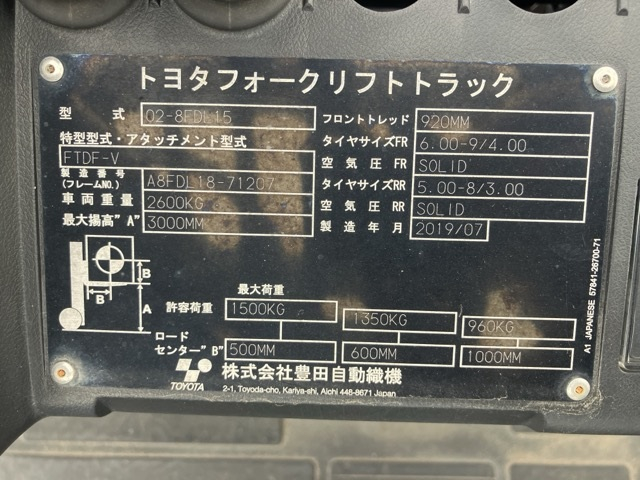 トヨタフォークリフトトラック
型 式 02-8FDL15
特型型式・アタッチメント型式
FTDF-V
製造番号
(フレームNO.) A8FDL18-71207
車両重量 2600KG
最大揚高"A" 3000MM
フロントトレッド 920MM
タイヤサイズFR 6.00-9/4.00
空気圧 FR SOLID
タイヤサイズRR 5.00-8/3.00
空気圧 RR SOLID
製造年月 2019/07
B
B
A
最大荷重
許容荷重 1500KG 1350KG 960KG
ロード
センター"B" 500MM 600MM 1000MM
TOYOTA
株式会社豊田自動織機
2-1, Toyoda-cho, Kariya-shi, Aichi 448-8671 Japan
A1 JAPANESE 57841-26700-71